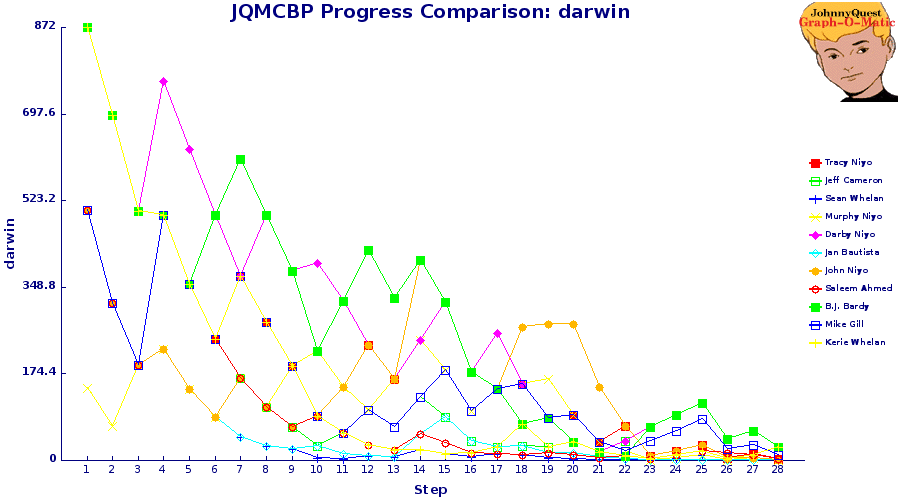 JQMCBP Progress Comparison: darwin
JohnnyQuest
Graph-O-Matic
872
697.6
523.2
348.8
174.4
0
darwin
1 2 3 4 5 6 7 8 9 10 11 12 13 14 15 16 17 18 19 20 21 22 23 24 25 26 27 28
Step
Tracy Niyo
Jeff Cameron
Sean Whelan
Murphy Niyo
Darby Niyo
Jan Bautista
John Niyo
Saleem Ahmed
B.J. Bardy
Mike Gill
Kerie Whelan